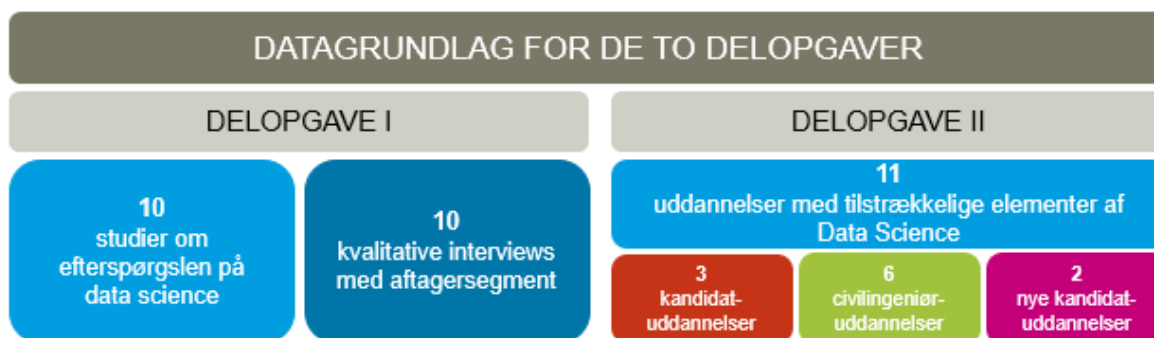 DATAGRUNDLAG FOR DE TO DELOPGAVER
DELOPGAVE I
10
studier om
efterspørgslen på
data science
10
kvalitative interviews
med aftagersegment
DELOPGAVE II
11
uddannelser med tilstrækkelige elementer af
Data Science
3
kandidat-
uddannelser
6
civilingeniør-
uddannelser
2
nye kandidat-
uddannelser